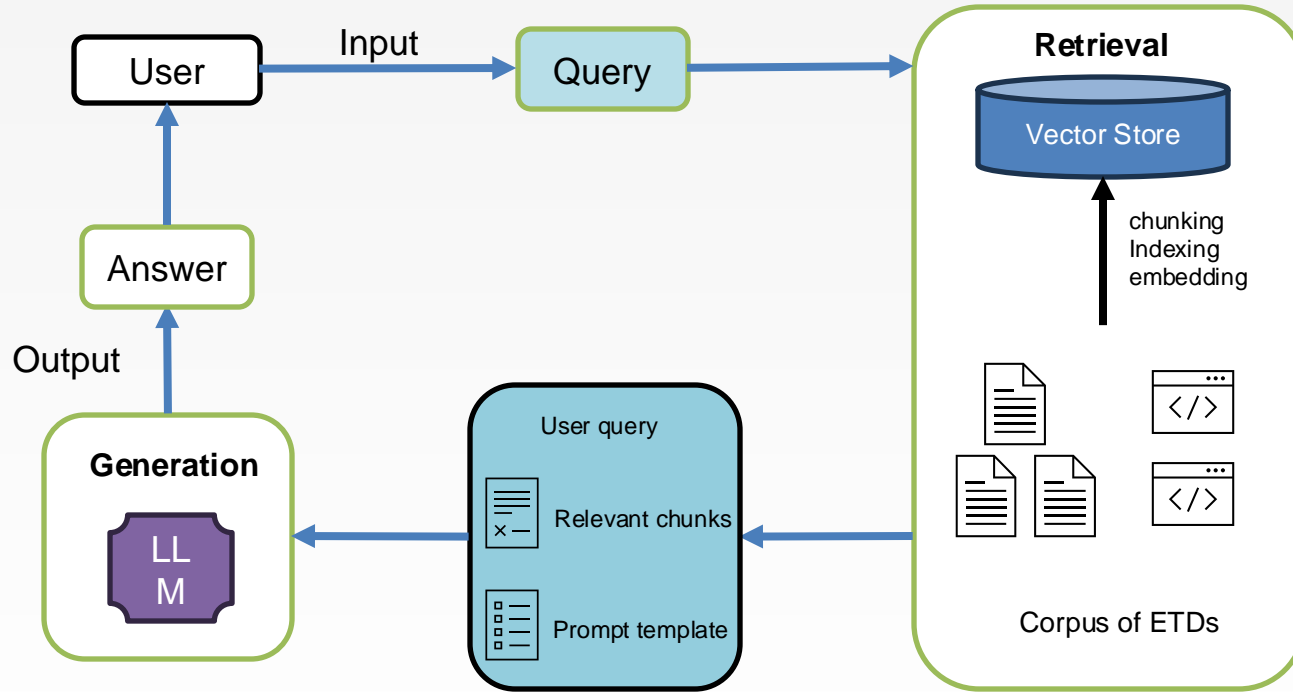 User
Input
Query
Retrieval
Vector Store
chunking
Indexing
embedding
Corpus of ETDs
User query
Relevant chunks
Prompt template
Generation
LL
M
Output
Answer